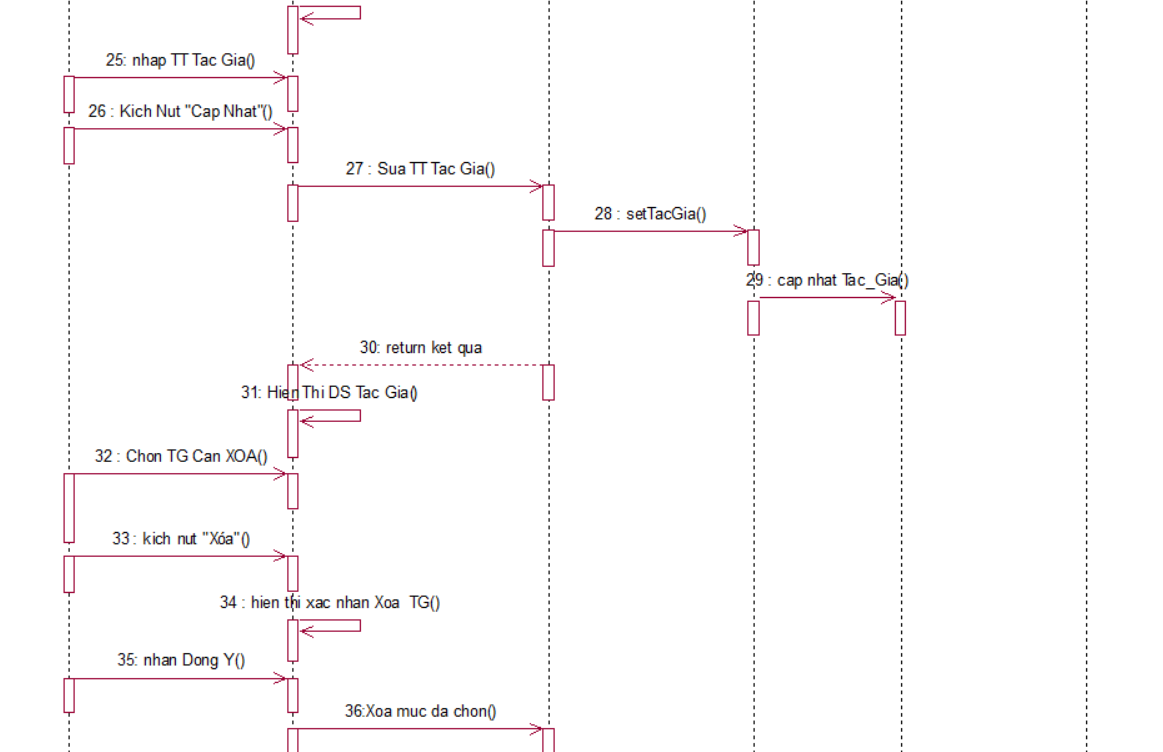 25: nhap TT Tac Gia()
26 : Kich Nut "Cap Nhat"()
27 : Sua TT Tac Gia()
28 : setTacGia()
29 : cap nhat Tac_Gia()
30: return ket qua
31: Hien Thi DS Tac Gia()
32 : Chon TG Can XOA()
33 : kich nut "Xóa"()
34 : hien thi xac nhan Xoa  TG()
35: nhan Dong Y()
36:Xoa muc da chon()